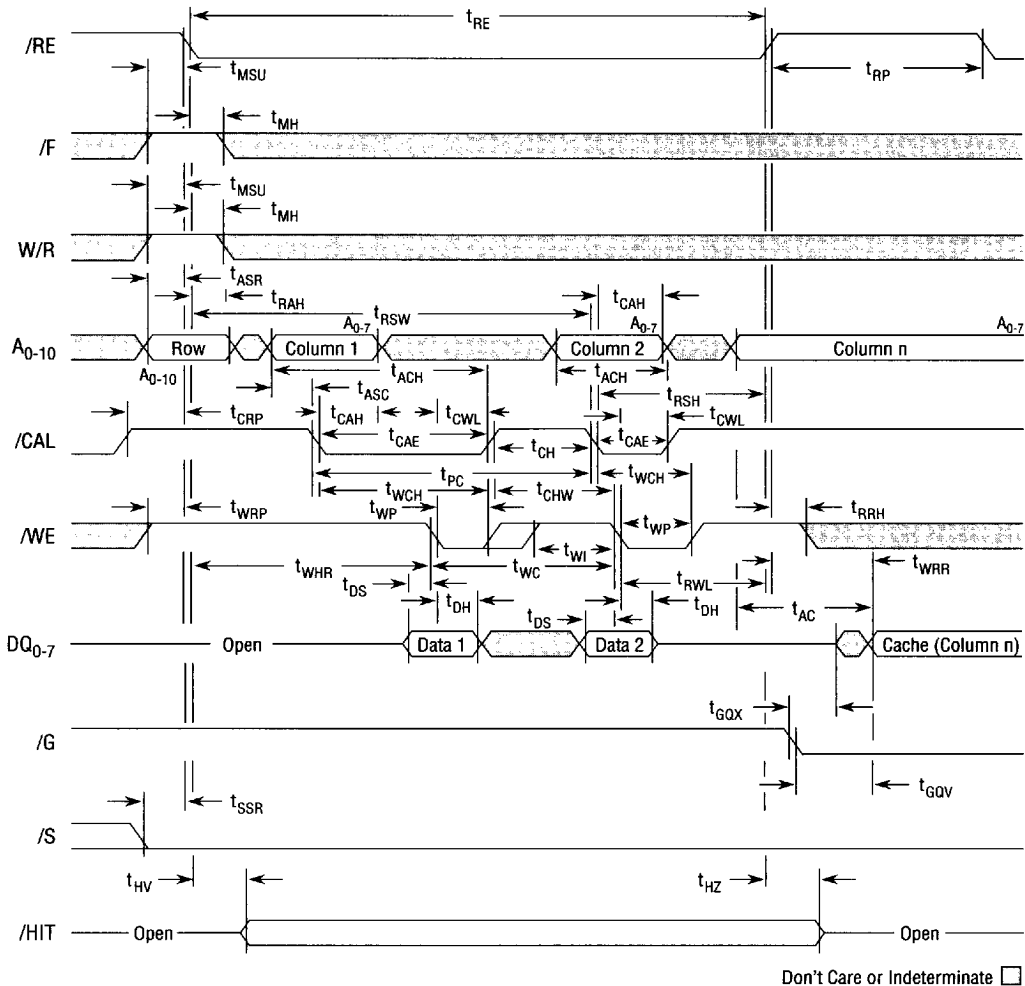 t_RE
/RE
t_MSU
t_RP
t_MH
/F
t_MSU
t_MH
W/R
t_ASR
t_RAH
t_CAH
t_RSW
A_0-7 A_0-7 A_0-7
A_0-10 Row Column 1 Column 2 Column n
A_0-10
t_ACH t_ACH
t_ASC t_RSH
t_CRP t_CAH t_CWL t_CWL
/CAL t_CAE t_CH t_CAE
t_PC t_WCH
t_WCH t_CHW
t_WRP t_WP t_WP t_RRH
/WE
t_WI
t_WHR t_WC t_RWL t_WRR
t_DS t_DH t_DS t_DH t_AC
DQ_0-7 Open Data 1 Data 2 Cache (Column n)
t_GQX
/G
t_GQV
t_SSR
/S
t_HV t_HZ
/HIT Open Open
Don't Care or Indeterminate